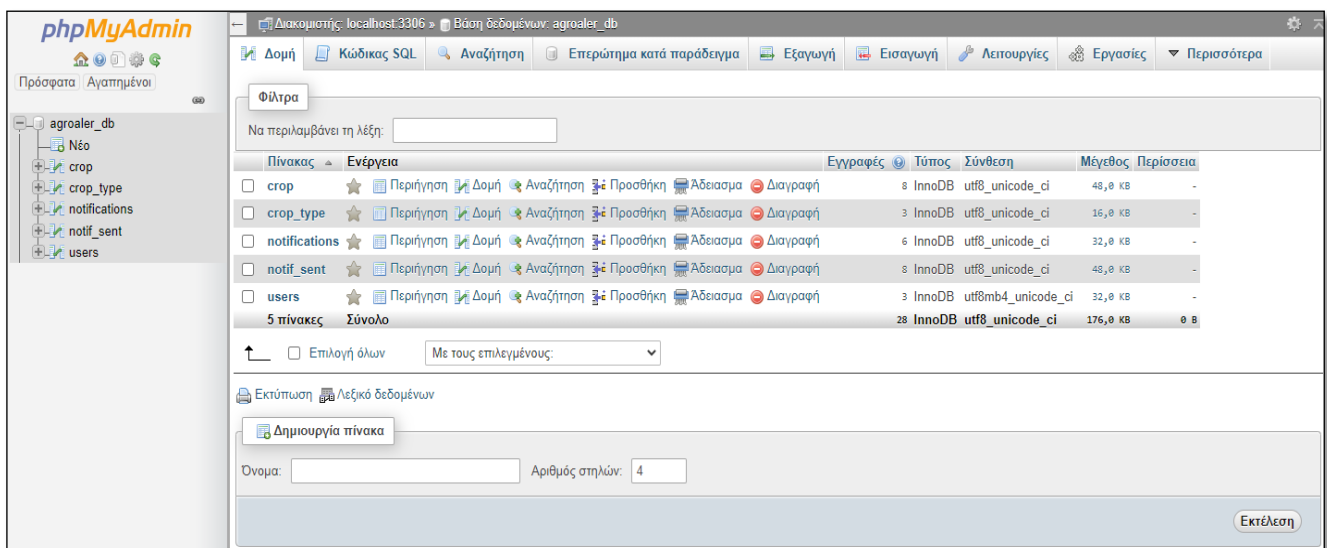 phpMyAdmin
Πρόσφατα Αγαπημένοι
agroaler_db
Νέο
crop
crop_type
notifications
notif_sent
users
Διακομιστής: localhost:3306 » Βάση δεδομένων: agroaler_db
Δομή Κώδικας SQL Αναζήτηση Επερώτημα κατά παράδειγμα Εξαγωγή Εισαγωγή Λειτουργίες Εργασίες Περισσότερα
Φίλτρα
Να περιλαμβάνει τη λέξη:
Πίνακας Ενέργεια Εγγραφές Τύπος Σύνθεση Μέγεθος Περίσσεια
crop Περιήγηση Δομή Αναζήτηση Προσθήκη Άδειασμα Διαγραφή 8 InnoDB utf8_unicode_ci 48,0 KB -
crop_type Περιήγηση Δομή Αναζήτηση Προσθήκη Άδειασμα Διαγραφή 3 InnoDB utf8_unicode_ci 16,0 KB -
notifications Περιήγηση Δομή Αναζήτηση Προσθήκη Άδειασμα Διαγραφή 6 InnoDB utf8_unicode_ci 32,0 KB -
notif_sent Περιήγηση Δομή Αναζήτηση Προσθήκη Άδειασμα Διαγραφή 8 InnoDB utf8_unicode_ci 48,0 KB -
users Περιήγηση Δομή Αναζήτηση Προσθήκη Άδειασμα Διαγραφή 3 InnoDB utf8mb4_unicode_ci 32,0 KB -
5 πίνακες Σύνολο 28 InnoDB utf8_unicode_ci 176,0 KB 0 B
Επιλογή όλων Με τους επιλεγμένους:
Εκτύπωση Λεξικό δεδομένων
Δημιουργία πίνακα
Όνομα: Αριθμός στηλών: 4
Εκτέλεση